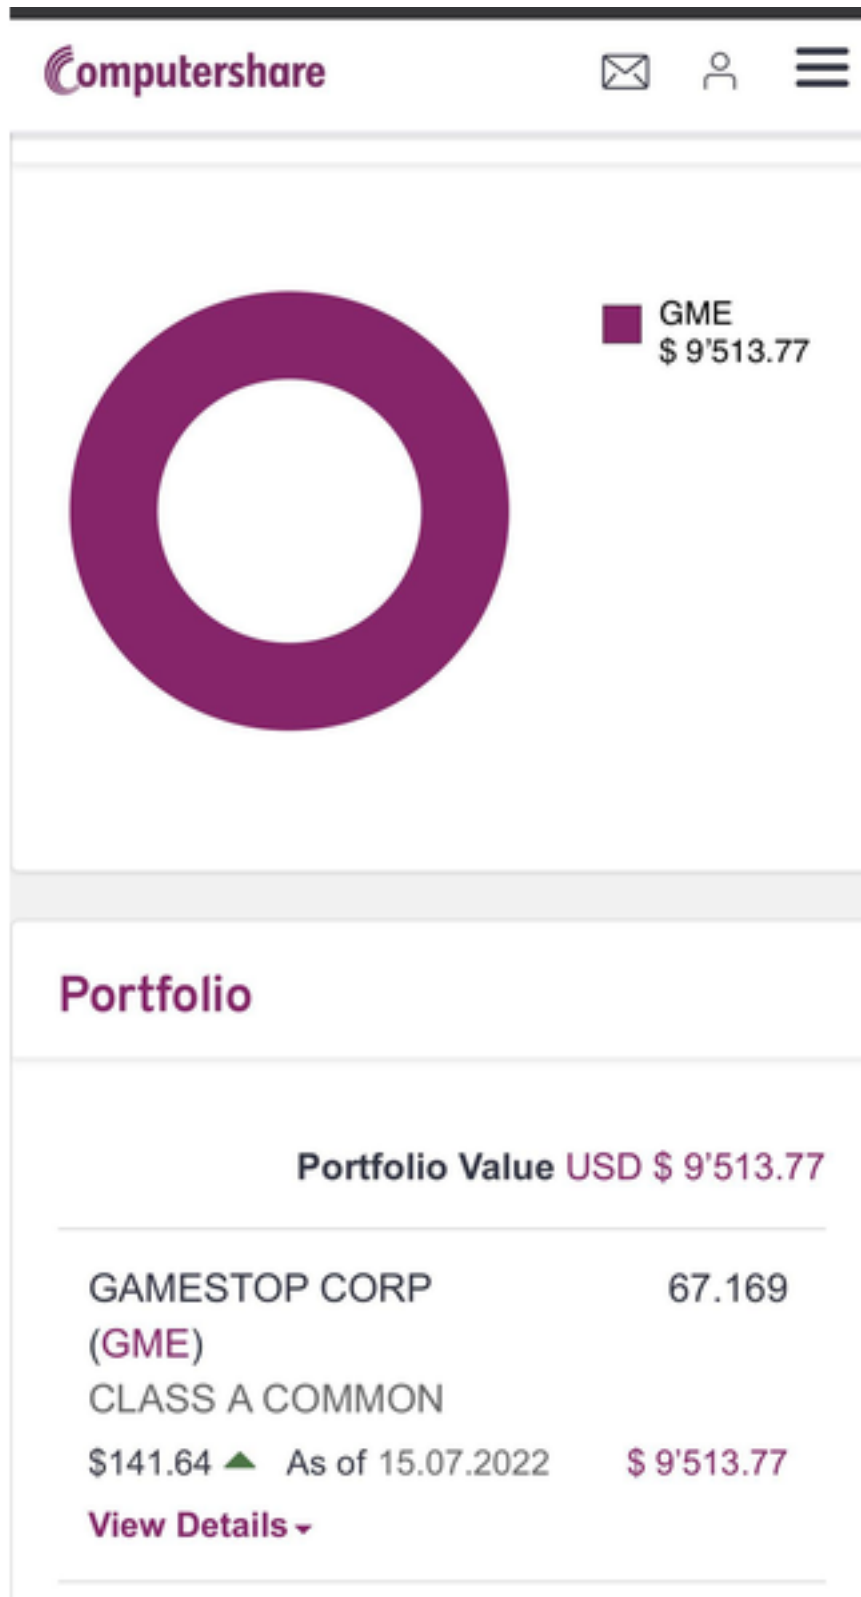 Computershare
GME
$ 9'513.77
Portfolio
Portfolio Value USD $ 9'513.77
GAMESTOP CORP 67.169
(GME)
CLASS A COMMON
$141.64 As of 15.07.2022 $ 9'513.77
View Details